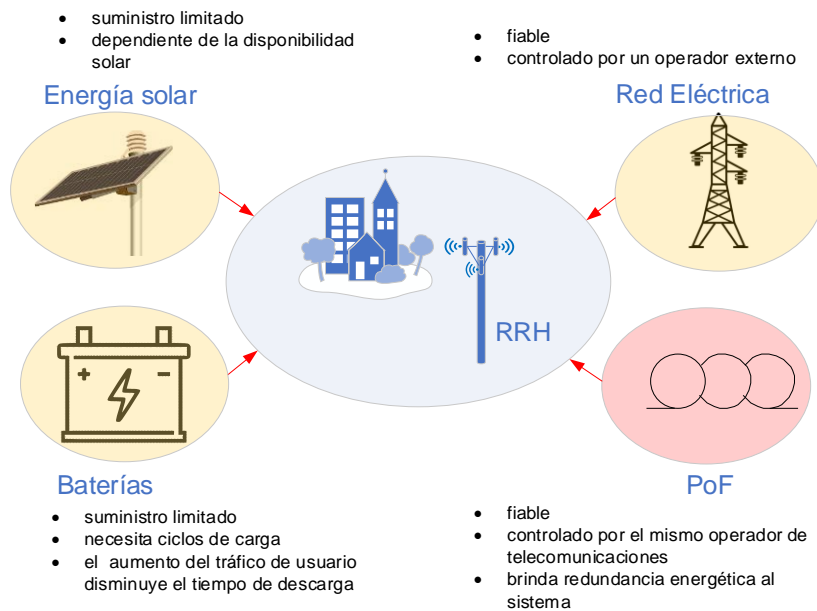 • suministro limitado
• dependiente de la disponibilidad
solar
Energía solar
• fiable
• controlado por un operador externo
Red Eléctrica
RRH
Baterías
• suministro limitado
• necesita ciclos de carga
• el aumento del tráfico de usuario
disminuye el tiempo de descarga
PoF
• fiable
• controlado por el mismo operador de
telecomunicaciones
• brinda redundancia energética al
sistema